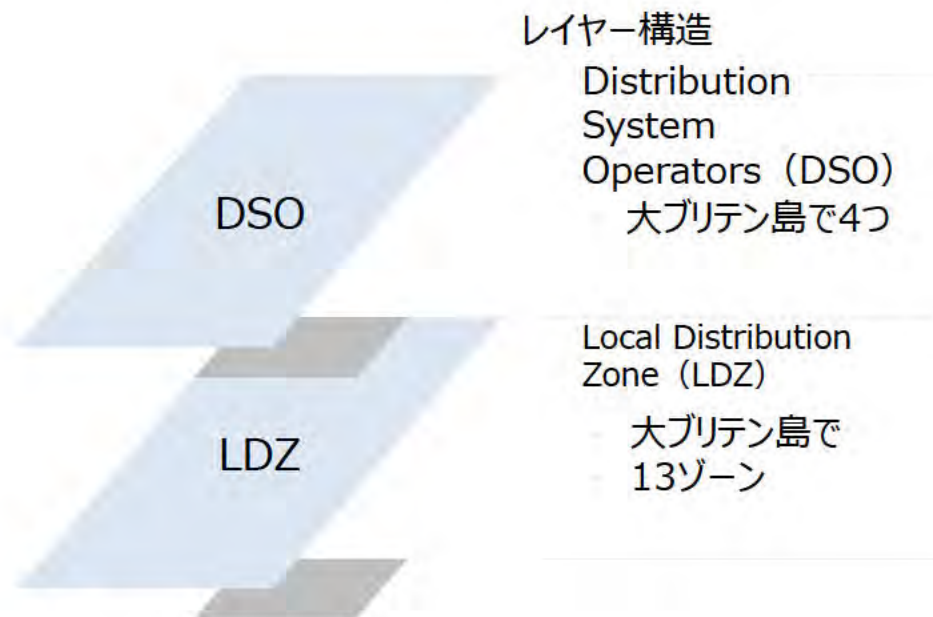 レイヤー構造
Distribution
System
Operators（DSO）
大ブリテン島で4つ
DSO
Local Distribution
Zone（LDZ）
- 大ブリテン島で
- 13ゾーン
LDZ